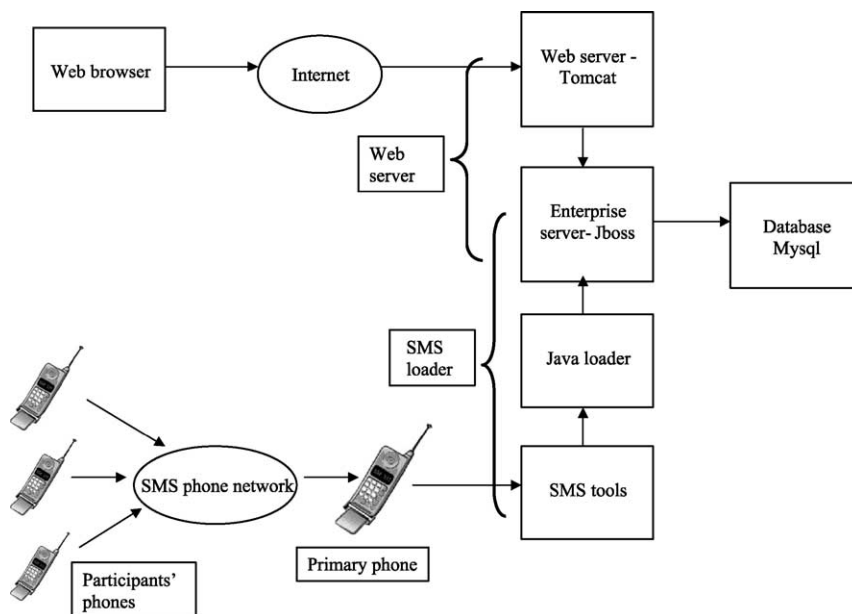 Web browser
Internet
Web server -
Tomcat
Web
server
Enterprise
server- Jboss
Database
Mysql
SMS
loader
Java loader
SMS phone network
SMS tools
Primary phone
Participants'
phones